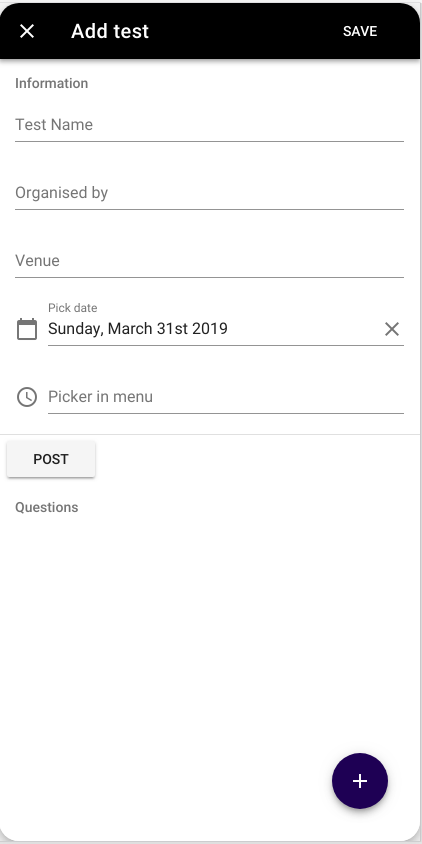 Add test
SAVE
Information
Test Name
Organised by
Venue
Pick date
Sunday, March 31st 2019
Picker in menu
POST
Questions